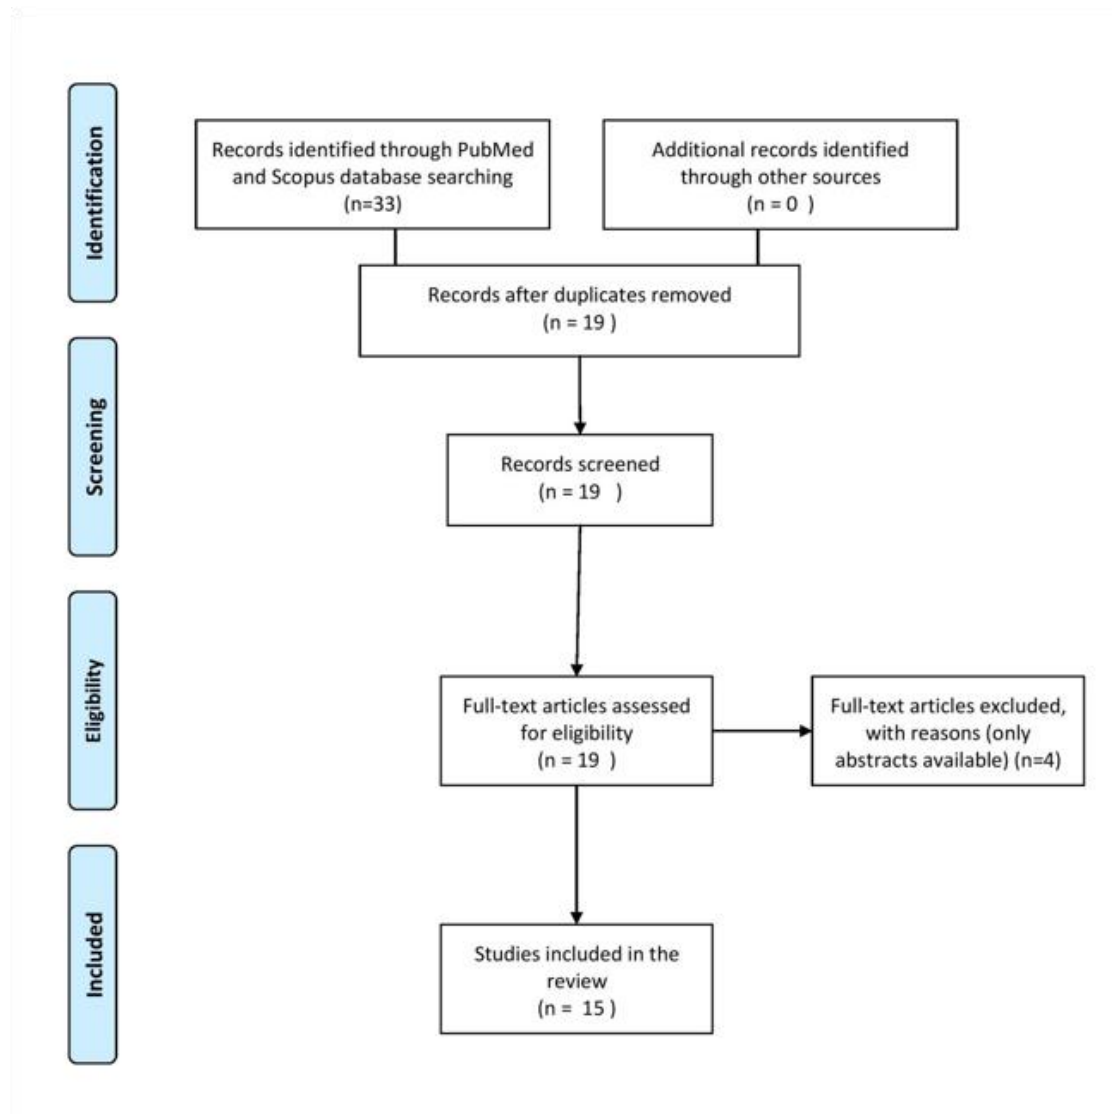 Identification
Records identified through PubMed
and Scopus database searching
(n=33)
Additional records identified
through other sources
(n = 0  )
Records after duplicates removed
(n = 19 )
Screening
Records screened
(n = 19   )
Eligibility
Full-text articles assessed
for eligibility
(n = 19  )
Full-text articles excluded,
with reasons (only
abstracts available) (n=4)
Included
Studies included in the
review
(n =  15 )